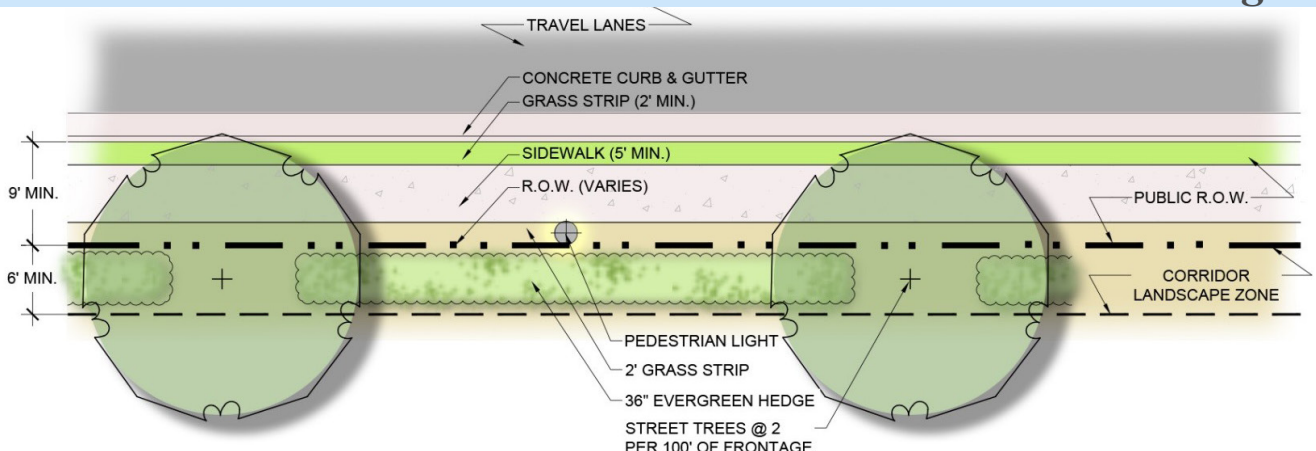 TRAVEL LANES
CONCRETE CURB & GUTTER
GRASS STRIP (2' MIN.)
SIDEWALK (5' MIN.)
9' MIN.
R.O.W. (VARIES)
PUBLIC R.O.W.
6' MIN.
CORRIDOR
LANDSCAPE ZONE
PEDESTRIAN LIGHT
2' GRASS STRIP
36" EVERGREEN HEDGE
STREET TREES @ 2
PER 100' OF FRONTAGE